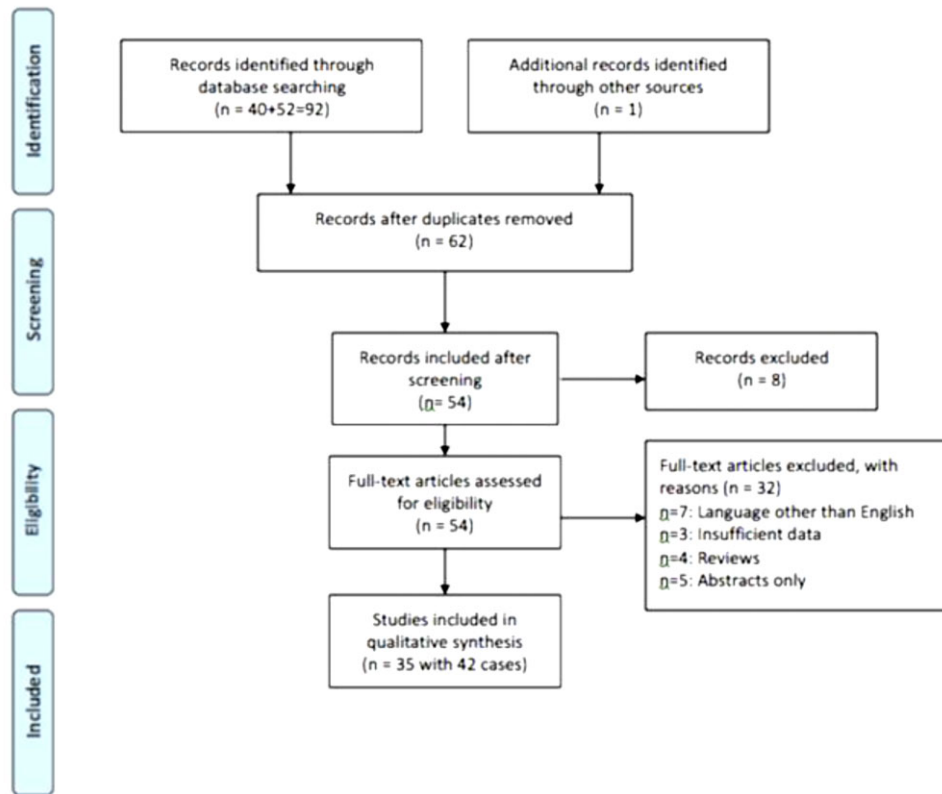 Identification
Records identified through
database searching
(n = 40+52=92)
Additional records identified
through other sources
(n = 1)
Screening
Records after duplicates removed
(n = 62)
Records included after
screening
(n= 54)
Records excluded
(n = 8)
Eligibility
Full-text articles assessed
for eligibility
(n = 54)
Full-text articles excluded, with
reasons (n = 32)
n=7: Language other than English
n=3: Insufficient data
n=4: Reviews
n=5: Abstracts only
Included
Studies included in
qualitative synthesis
(n = 35 with 42 cases)